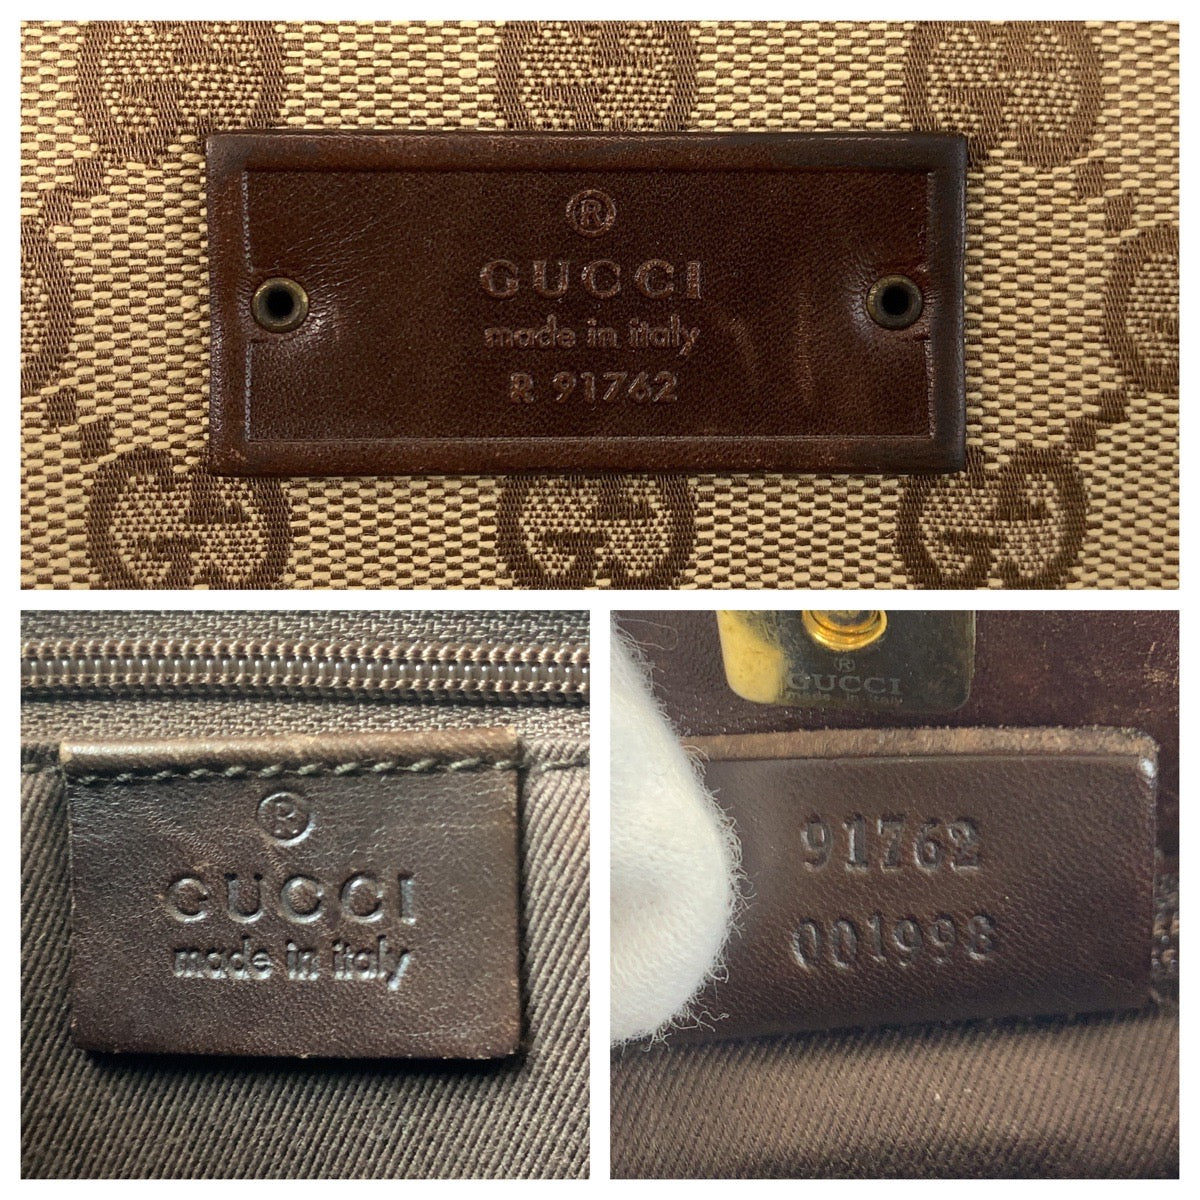 ®
GUCCI
made in italy
R 91762
®
GUCCI
made in italy
®
GUCCI
91762
001998